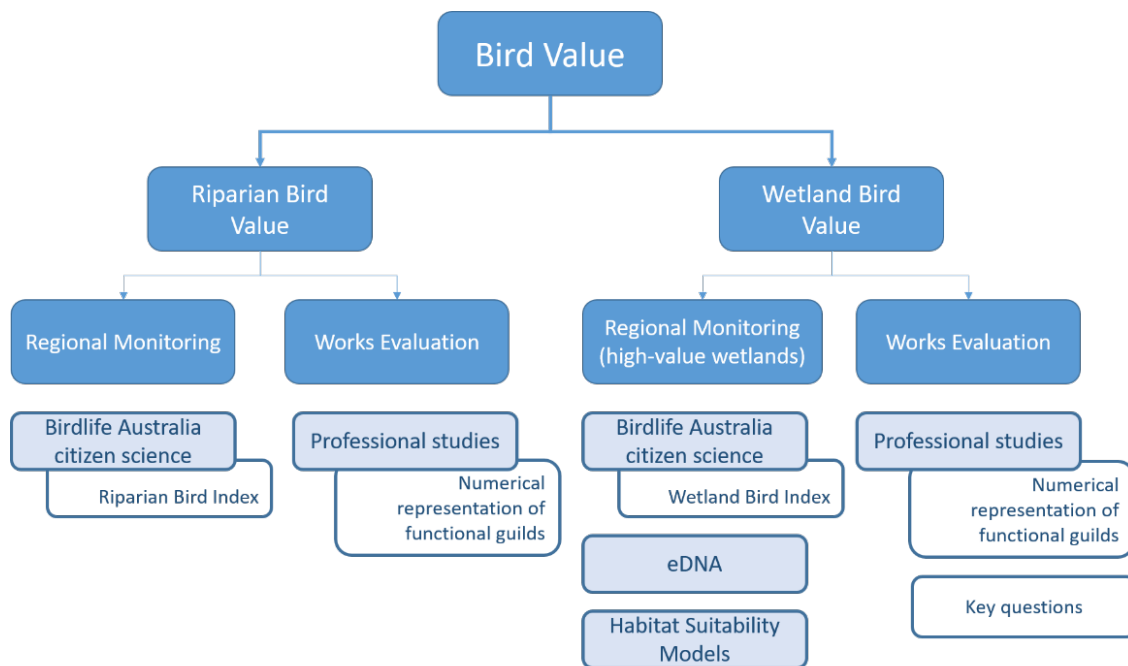 Bird Value
Riparian Bird
Value
Wetland Bird
Value
Regional Monitoring
Works Evaluation
Regional Monitoring
(high-value wetlands)
Works Evaluation
Birdlife Australia
citizen science
Riparian Bird Index
Professional studies
Numerical
representation of
functional guilds
Birdlife Australia
citizen science
Wetland Bird Index
eDNA
Habitat Suitability
Models
Professional studies
Numerical
representation of
functional guilds
Key questions